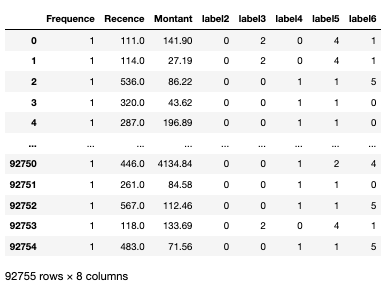 Frequence Recence Montant label2 label3 label4 label5 label6
0 1 111.0 141.90 0 2 0 4 1
1 1 114.0 27.19 0 2 0 4 1
2 1 536.0 86.22 0 0 1 1 5
3 1 320.0 43.62 0 0 1 1 0
4 1 287.0 196.89 0 0 1 1 0
... ... ... ... ... ... ... ... ...
92750 1 446.0 4134.84 0 0 1 2 4
92751 1 261.0 84.58 0 0 1 1 0
92752 1 567.0 112.46 0 0 1 1 5
92753 1 118.0 133.69 0 2 0 4 1
92754 1 483.0 71.56 0 0 1 1 5
92755 rows × 8 columns